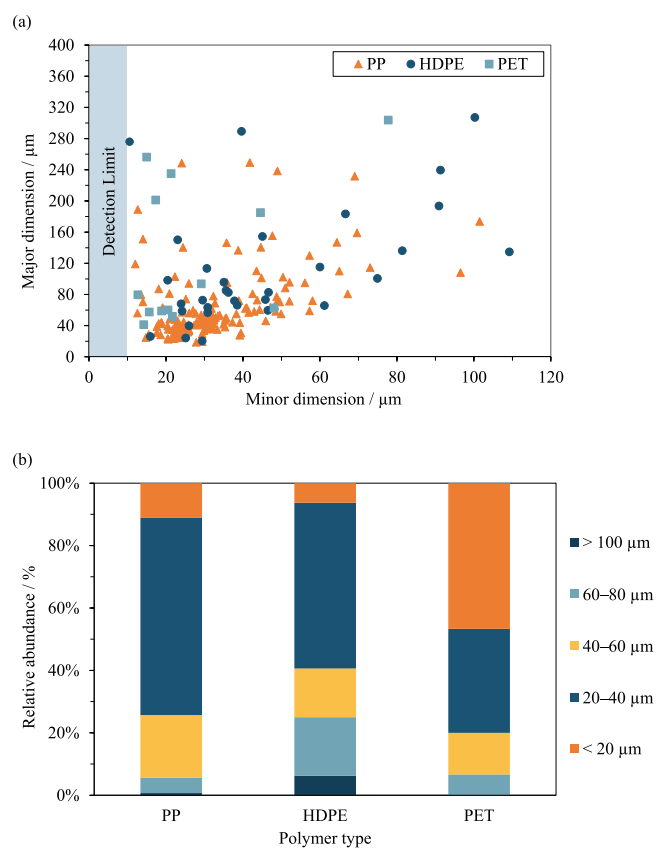 (a)
400
360
320
280
240
200
160
120
80
40
0
Major dimension / µm
Detection Limit
PP HDPE PET
0 20 40 60 80 100 120
Minor dimension / µm
(b)
100%
80%
60%
40%
20%
0%
Relative abundance / %
PP HDPE PET
Polymer type
> 100 µm
60–80 µm
40–60 µm
20–40 µm
< 20 µm